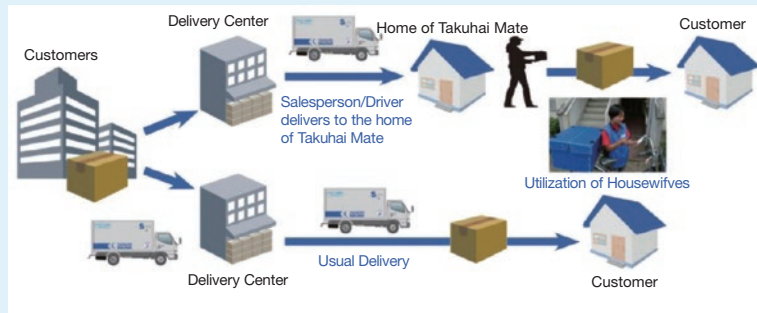 Delivery Center
Home of Takuhai Mate
Customer
Customers
Salesperson/Driver
delivers to the home
of Takuhai Mate
Utilization of Housewifves
Usual Delivery
Delivery Center
Customer